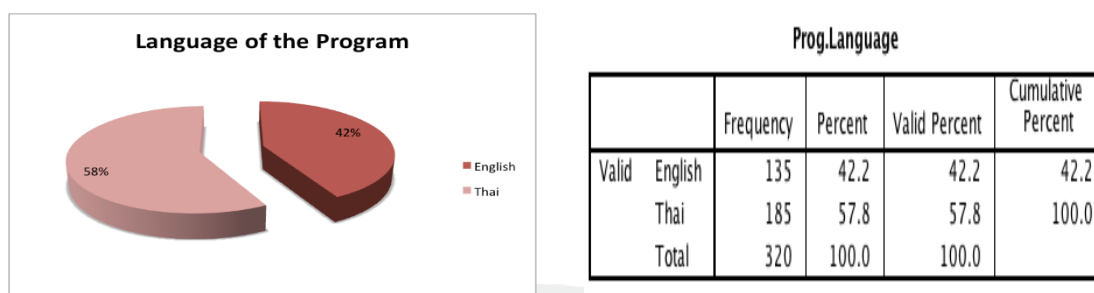 Language of the Program
42%
58%
English
Thai
Prog.Language
Frequency Percent Valid Percent Cumulative Percent
Valid English 135 42.2 42.2 42.2
Thai 185 57.8 57.8 100.0
Total 320 100.0 100.0